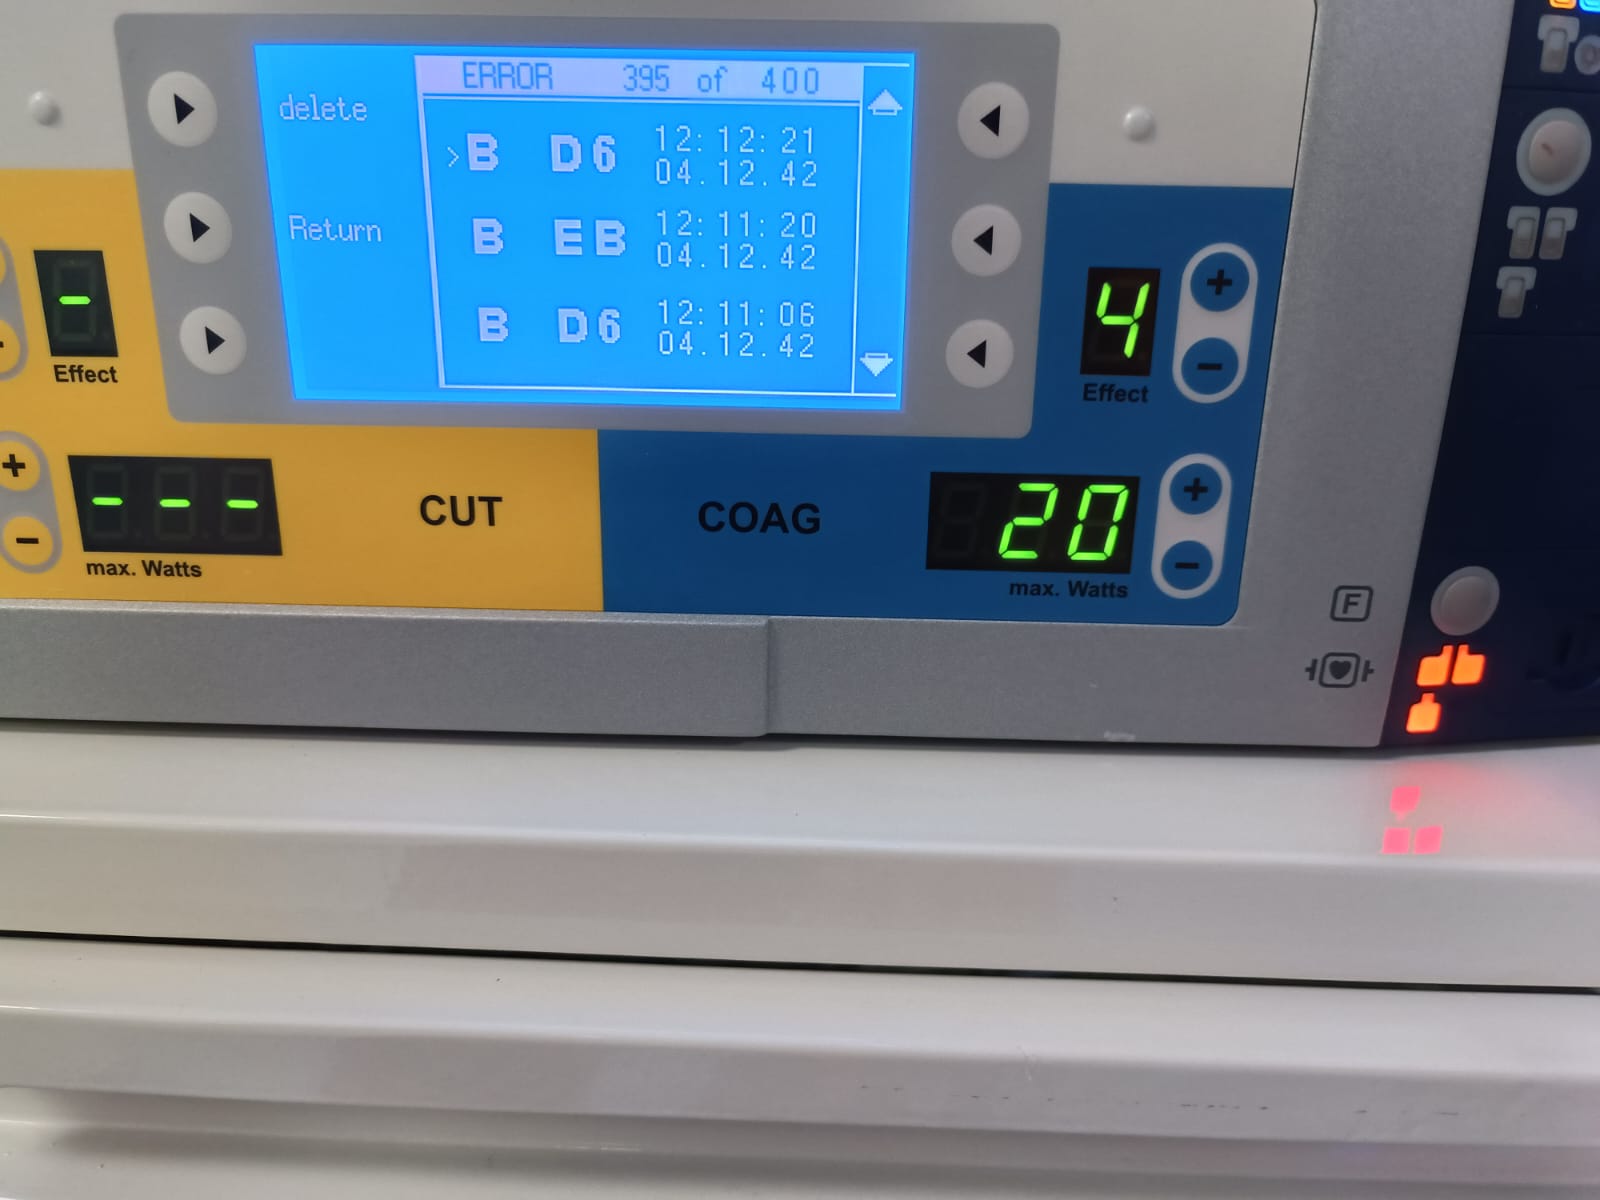 ERROR 395 of 400
delete
>B D6 12:12:21
04.12.42
Return
B EB 12:11:20
04.12.42
B D6 12:11:06
04.12.42
-
Effect
4
Effect
+
-
+
-
---
max. Watts
CUT
COAG
20
max. Watts
+
-
F